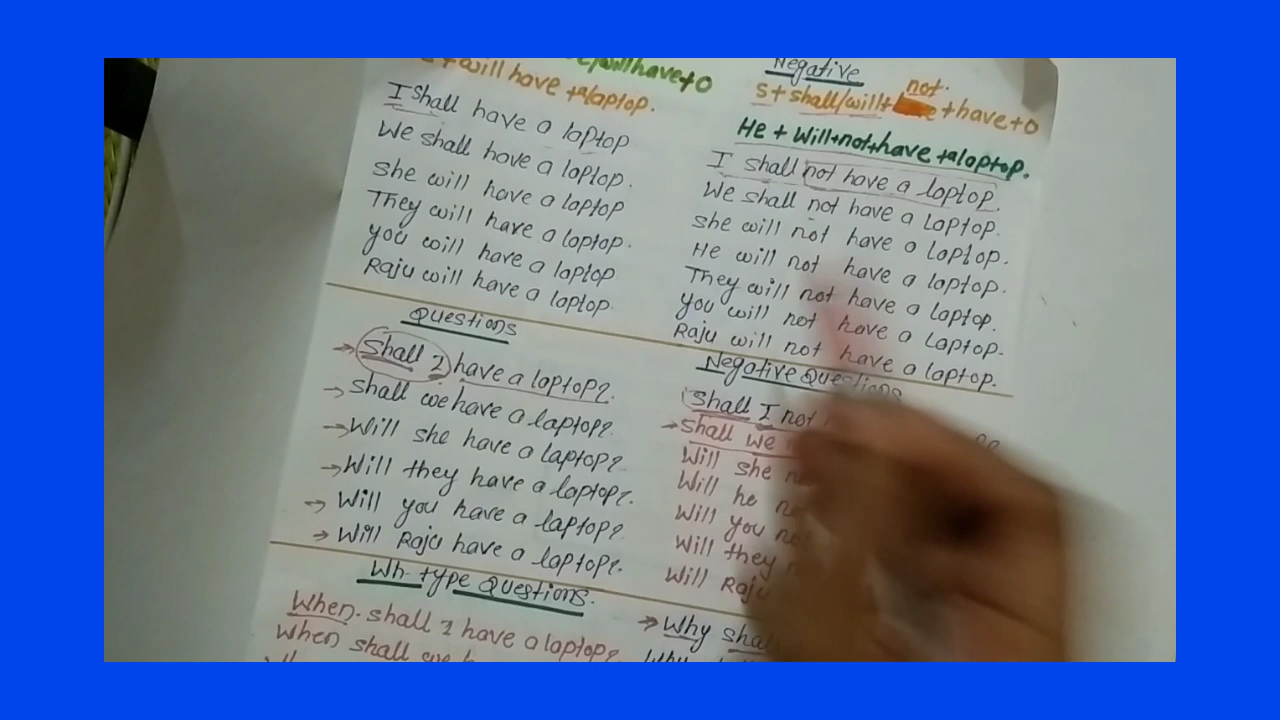 will have + O
+ will have + a laptop.
I shall have a laptop
We shall have a laptop.
She will have a laptop
They will have a laptop.
you will have a laptop
Raju will have a laptop.
Negative
not.
S + shall/will + + have + O
He + Will + not + have + a laptop.
I shall not have a laptop.
We shall not have a laptop.
She will not have a laptop.
He will not have a laptop.
They will not have a laptop.
you will not have a laptop.
Raju will not have a laptop.
Questions
→ Shall I have a laptop?
→ Shall we have a laptop?
→ Will she have a laptop?
→ Will they have a laptop?
→ Will you have a laptop?
→ Will Raju have a laptop?
Negative Questions
Shall I not
→ Shall we
Will she
Will he
Will you
Will they
Will Raju
Wh-type Questions.
When shall I have a laptop?
When shall we
→ Why